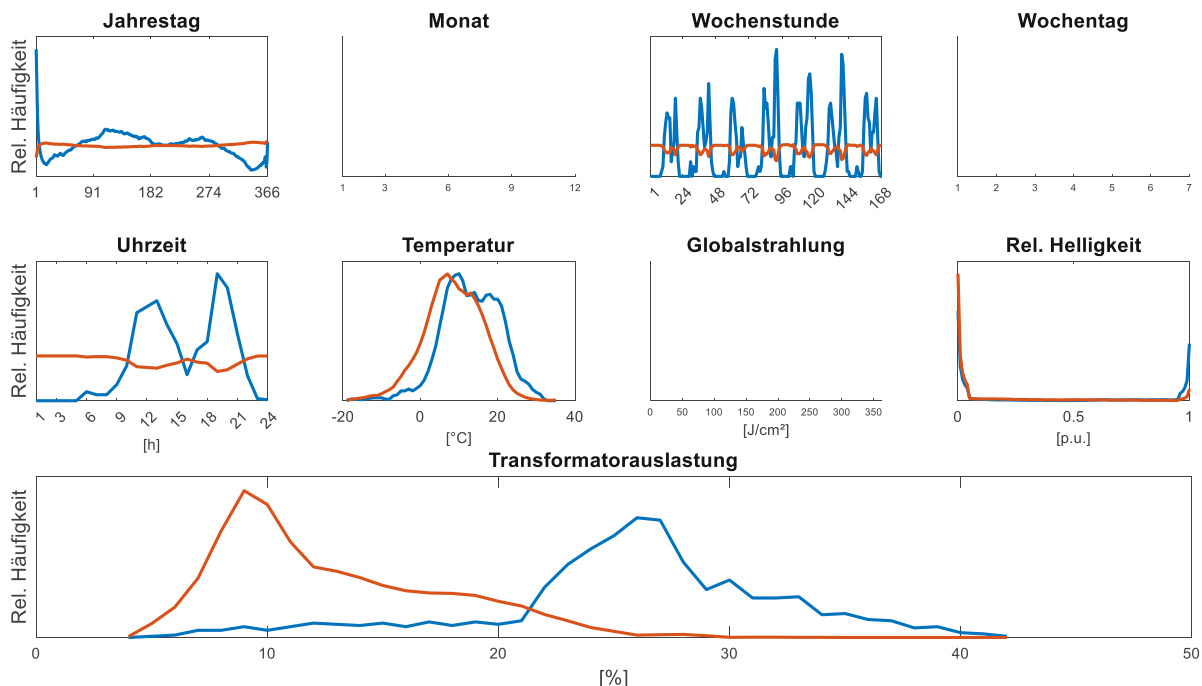 Jahrestag
Monat
Wochenstunde
Wochentag
Rel. Häufigkeit
1 91 182 274 366
1 3 6 9 12
1 24 48 72 96 120 144 168
1 2 3 4 5 6 7
Uhrzeit
Temperatur
Globalstrahlung
Rel. Helligkeit
Rel. Häufigkeit
1 3 6 9 12 15 18 21 24
-20 0 20 40
0 50 100 150 200 250 300 350
0 0.5 1
[h]
[°C]
[J/cm²]
[p.u.]
Transformatorauslastung
Rel. Häufigkeit
0 10 20 30 40 50
[%]